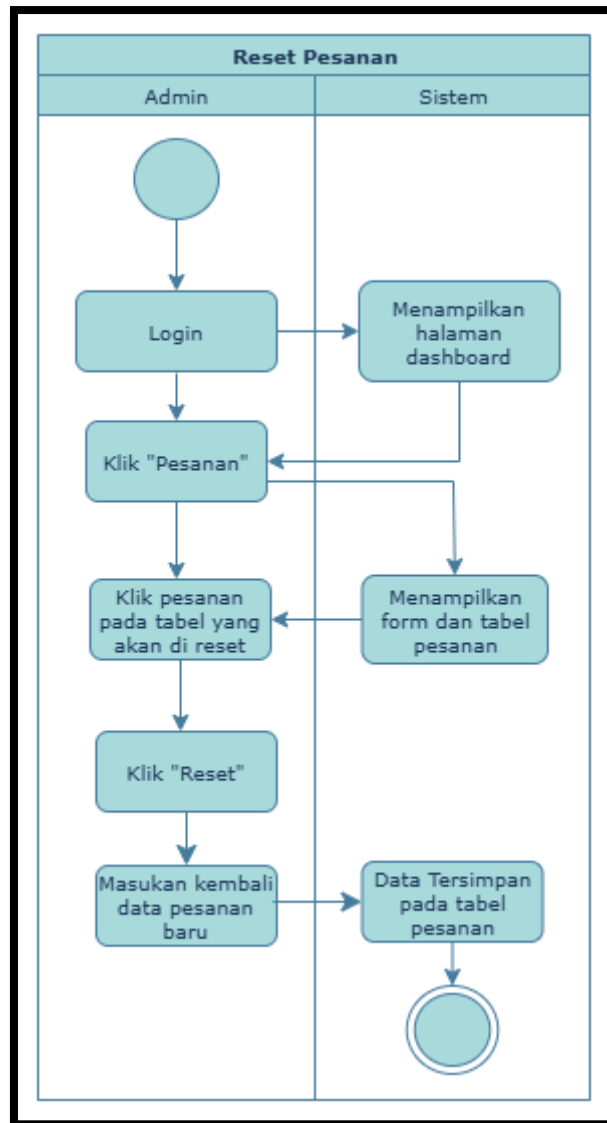 Reset Pesanan
Admin
Sistem
Login
Menampilkan
halaman
dashboard
Klik "Pesanan"
Klik pesanan
pada tabel yang
akan di reset
Menampilkan
form dan tabel
pesanan
Klik "Reset"
Masukan kembali
data pesanan
baru
Data Tersimpan
pada tabel
pesanan